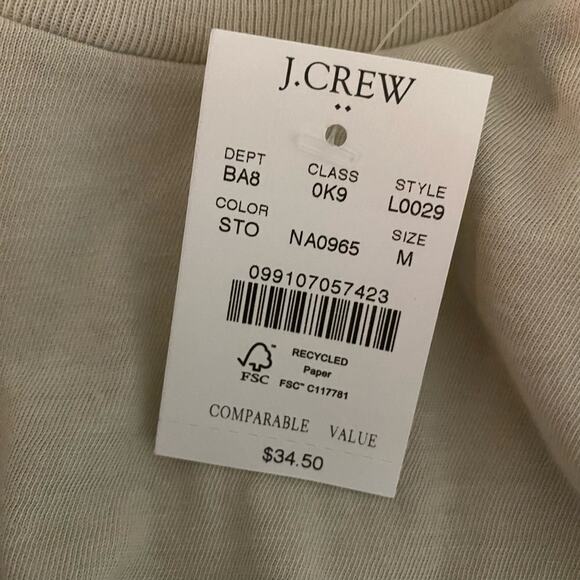 J.CREW
DEPT CLASS STYLE
BA8 0K9 L0029
COLOR SIZE
STO NA0965 M
099107057423
FSC
RECYCLED
Paper
FSC™ C117781
COMPARABLE VALUE
$34.50